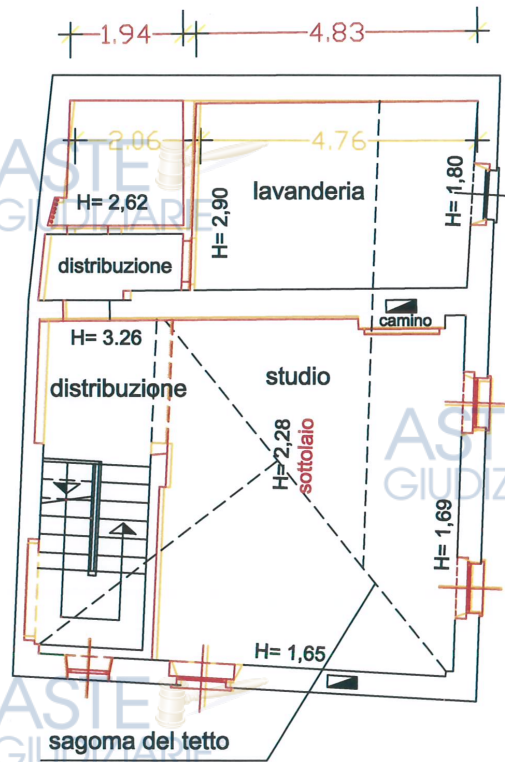 1.94
4.83
2.06
4.76
ASTE
GIUDIZIARIE
H= 2,62
H= 2,90
lavanderia
H= 1,80
distribuzione
camino
H= 3.26
distribuzione
studio
H= 2,28
sottolaio
ASTE
GIUDIZ
H= 1,69
H= 1,65
ASTE
GIUDIZIARIE
sagoma del tetto